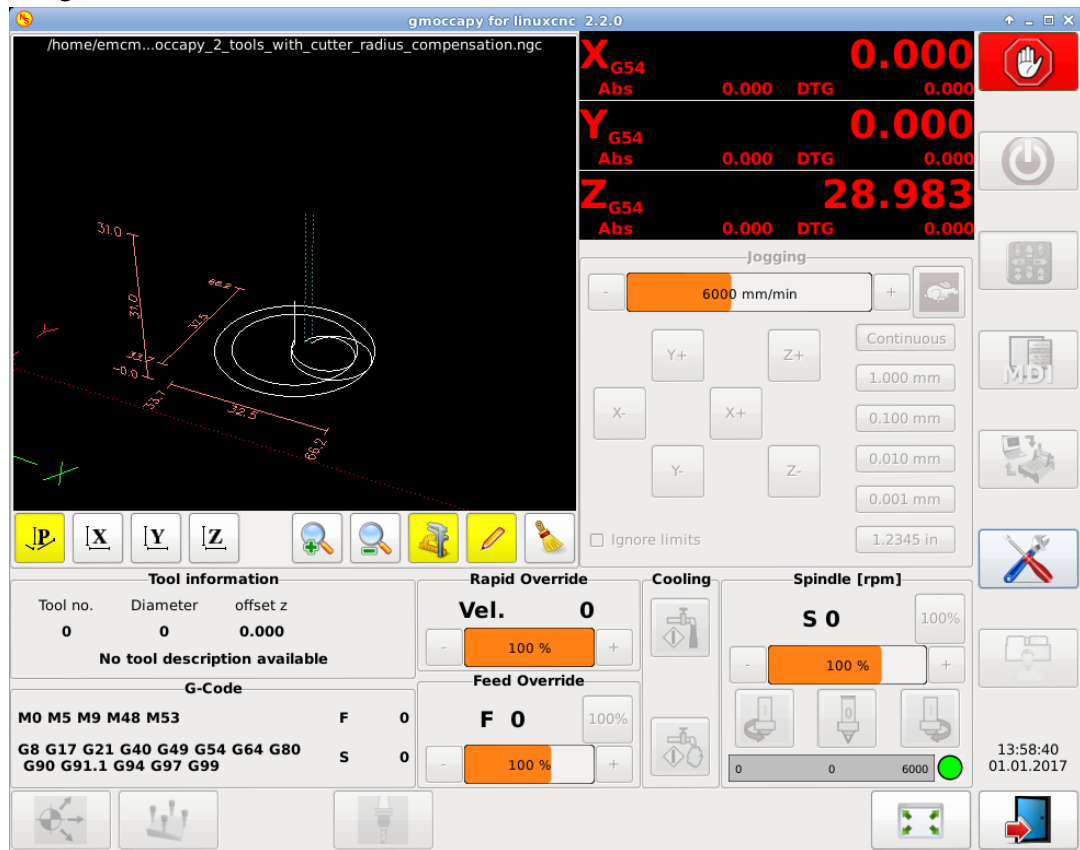 gmoccapy for linuxcnc 2.2.0
/home/emcm...occapy_2_tools_with_cutter_radius_compensation.ngc
31.0
31.0
-0.0
66.2
32.5
33.7
33.7
32.5
66.2
X
Y
X G54 0.000
Abs 0.000 DTG 0.000
Y G54 0.000
Abs 0.000 DTG 0.000
Z G54 28.983
Abs 0.000 DTG 0.000
Jogging
- 6000 mm/min +
Y+ Z+ Continuous
1.000 mm
X- X+ 0.100 mm
Y- Z- 0.010 mm
0.001 mm
Ignore limits 1.2345 in
MDI
P X Y Z
Tool information
Tool no. Diameter offset z
0 0 0.000
No tool description available
G-Code
M0 M5 M9 M48 M53 F 0
G8 G17 G21 G40 G49 G54 G64 G80 S 0
G90 G91.1 G94 G97 G99
Rapid Override
Vel. 0
- 100 % +
Feed Override
F 0 100%
- 100 % +
Cooling
Spindle [rpm]
S 0 100%
- 100 % +
0 0 6000
13:58:40
01.01.2017